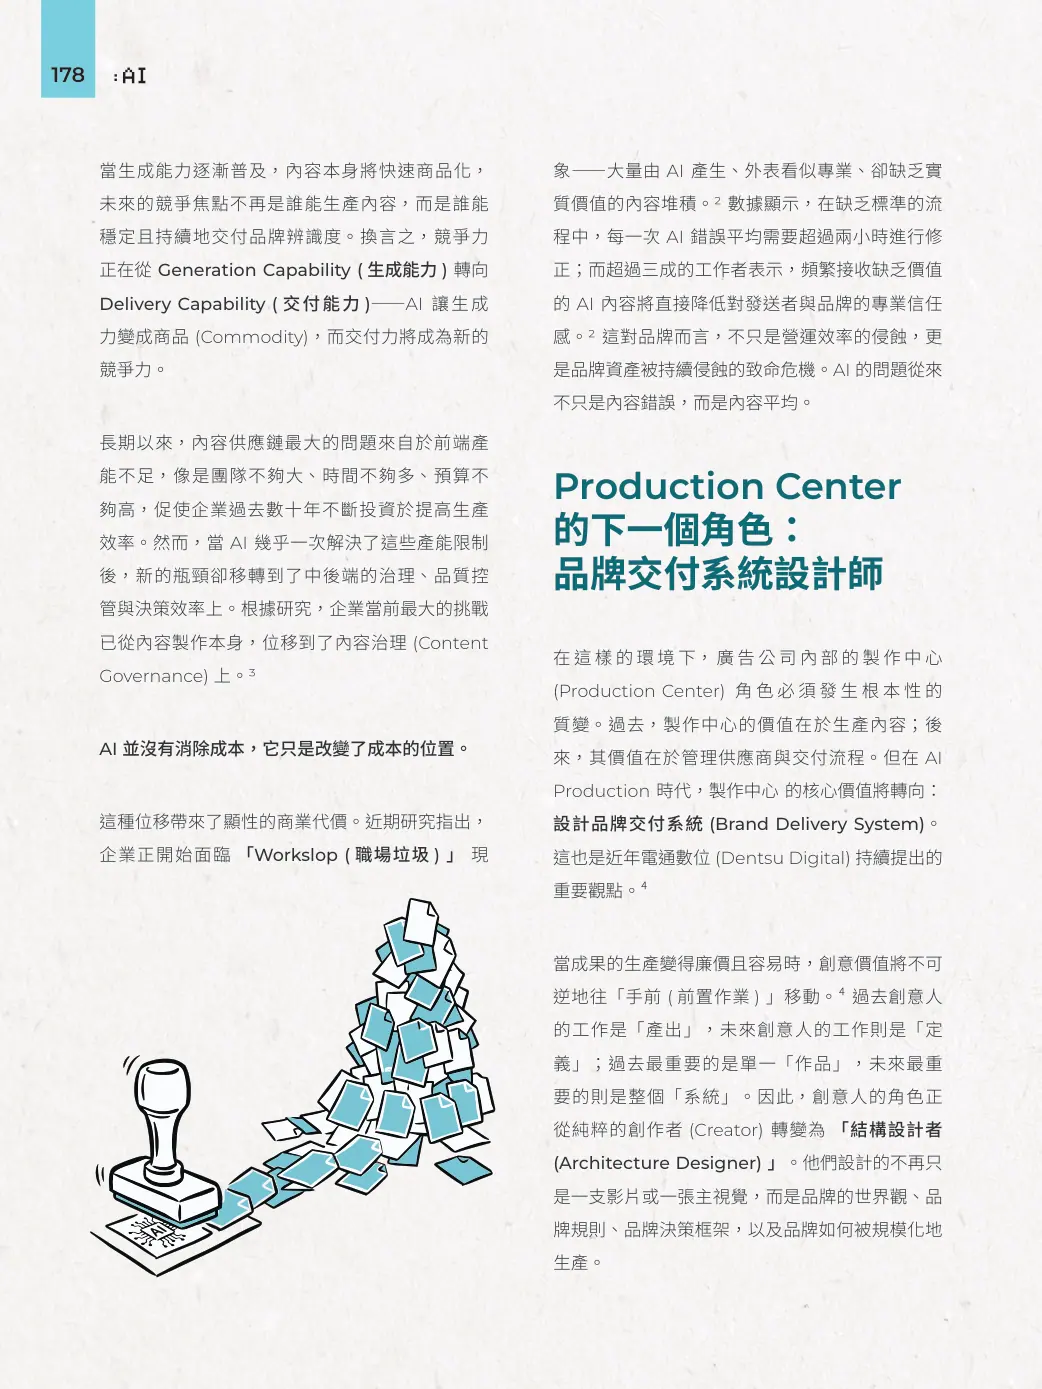 178
:AI
當生成能力逐漸普及，內容本身將快速商品化，
未來的競爭焦點不再是誰能生產內容，而是誰能
穩定且持續地交付品牌辨識度。換言之，競爭力
正在從 Generation Capability ( 生成能力 ) 轉向
Delivery Capability ( 交付能力 )——AI 讓生成
力變成商品 (Commodity)，而交付力將成為新的
競爭力。
長期以來，內容供應鏈最大的問題來自於前端產
能不足，像是團隊不夠大、時間不夠多、預算不
夠高，促使企業過去數十年不斷投資於提高生產
效率。然而，當 AI 幾乎一次解決了這些產能限制
後，新的瓶頸卻移轉到了中後端的治理、品質控
管與決策效率上。根據研究，企業當前最大的挑戰
已從內容製作本身，位移到了內容治理 (Content
Governance) 上。³
AI 並沒有消除成本，它只是改變了成本的位置。
這種位移帶來了顯性的商業代價。近期研究指出，
企業正開始面臨 「Workslop ( 職場垃圾 ) 」 現
象——大量由 AI 產生、外表看似專業、卻缺乏實
質價值的內容堆積。² 數據顯示，在缺乏標準的流
程中，每一次 AI 錯誤平均需要超過兩小時進行修
正；而超過三成的工作者表示，頻繁接收缺乏價值
的 AI 內容將直接降低對發送者與品牌的專業信任
感。² 這對品牌而言，不只是營運效率的侵蝕，更
是品牌資產被持續侵蝕的致命危機。AI 的問題從來
不只是內容錯誤，而是內容平均。
Production Center
的下一個角色：
品牌交付系統設計師
在這樣的環境下，廣告公司內部的製作中心
(Production Center) 角色必須發生根本性的
質變。過去，製作中心的價值在於生產內容；後
來，其價值在於管理供應商與交付流程。但在 AI
Production 時代，製作中心 的核心價值將轉向：
設計品牌交付系統 (Brand Delivery System)。
這也是近年電通數位 (Dentsu Digital) 持續提出的
重要觀點。⁴
當成果的生產變得廉價且容易時，創意價值將不可
逆地往「手前 ( 前置作業 ) 」移動。⁴ 過去創意人
的工作是「產出」，未來創意人的工作則是「定
義」；過去最重要的是單一「作品」，未來最重
要的則是整個「系統」。因此，創意人的角色正
從純粹的創作者 (Creator) 轉變為 「結構設計者
(Architecture Designer) 」。他們設計的不再只
是一支影片或一張主視覺，而是品牌的世界觀、品
牌規則、品牌決策框架，以及品牌如何被規模化地
生產。
AI